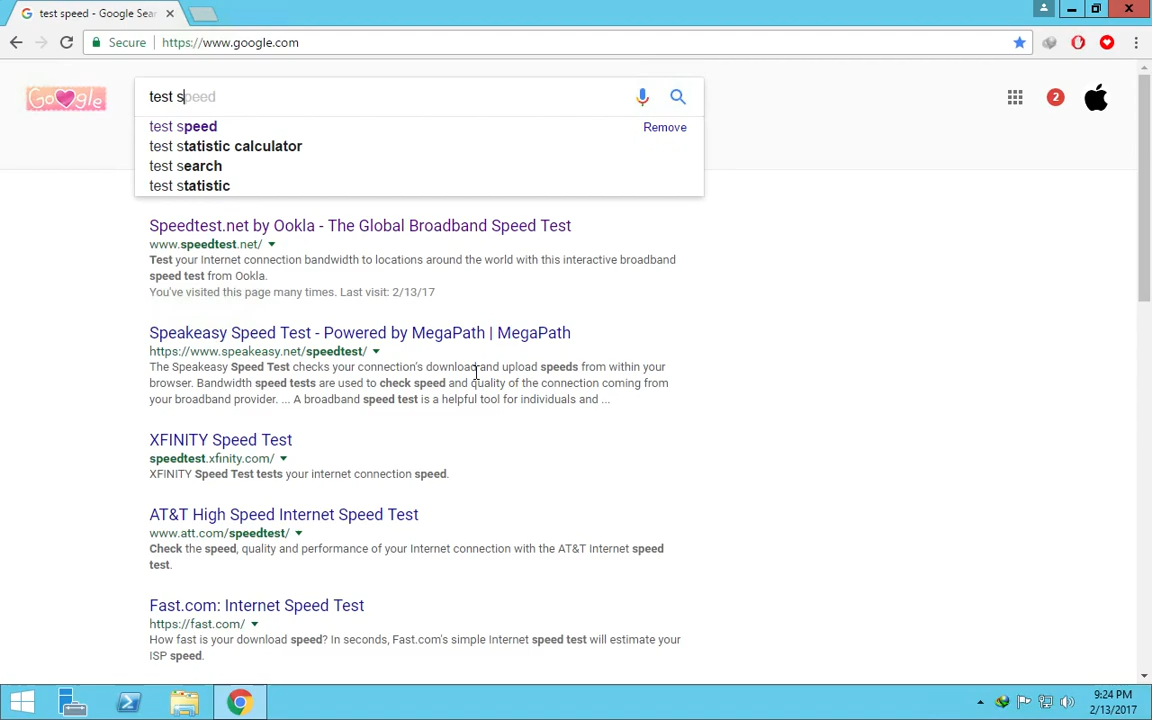 test speed - Google Sear
Secure
https://www.google.com
Google
test speed
2
test speed
Remove
test statistic calculator
test search
test statistic
Speedtest.net by Ookla - The Global Broadband Speed Test
www.speedtest.net/
Test your Internet connection bandwidth to locations around the world with this interactive broadband
speed test from Ookla.
You've visited this page many times. Last visit: 2/13/17
Speakeasy Speed Test - Powered by MegaPath | MegaPath
https://www.speakeasy.net/speedtest/
The Speakeasy Speed Test checks your connection's download and upload speeds from within your
browser. Bandwidth speed tests are used to check speed and quality of the connection coming from
your broadband provider. ... A broadband speed test is a helpful tool for individuals and ...
XFINITY Speed Test
speedtest.xfinity.com/
XFINITY Speed Test tests your internet connection speed.
AT&T High Speed Internet Speed Test
www.att.com/speedtest/
Check the speed, quality and performance of your Internet connection with the AT&T Internet speed
test.
Fast.com: Internet Speed Test
https://fast.com/
How fast is your download speed? In seconds, Fast.com's simple Internet speed test will estimate your
ISP speed.
9:24 PM
2/13/2017